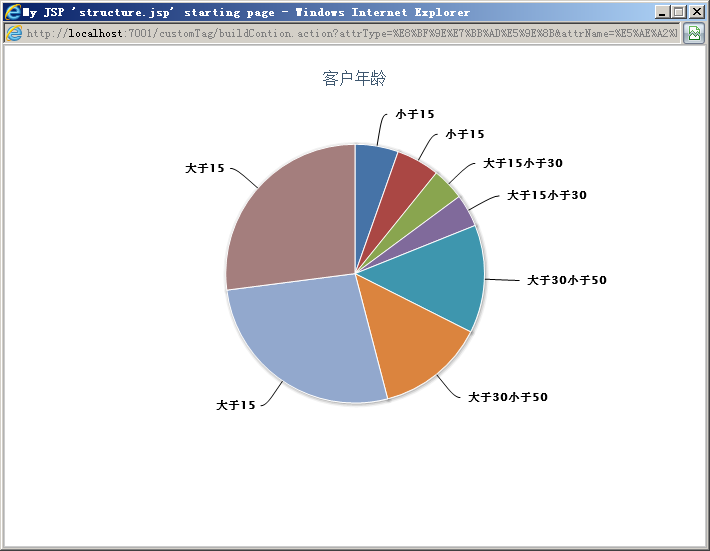 My JSP 'structure.jsp' starting page - Windows Internet Explorer
http://localhost:7001/customTag/buildContion.action?attrType=%E8%BF%9E%E7%BB%AD%E5%9E%8B&attrName=%E5%AE%A2%
客户年龄
小于15
小于15
大于15
大于15小于30
大于15小于30
大于30小于50
大于30小于50
大于15